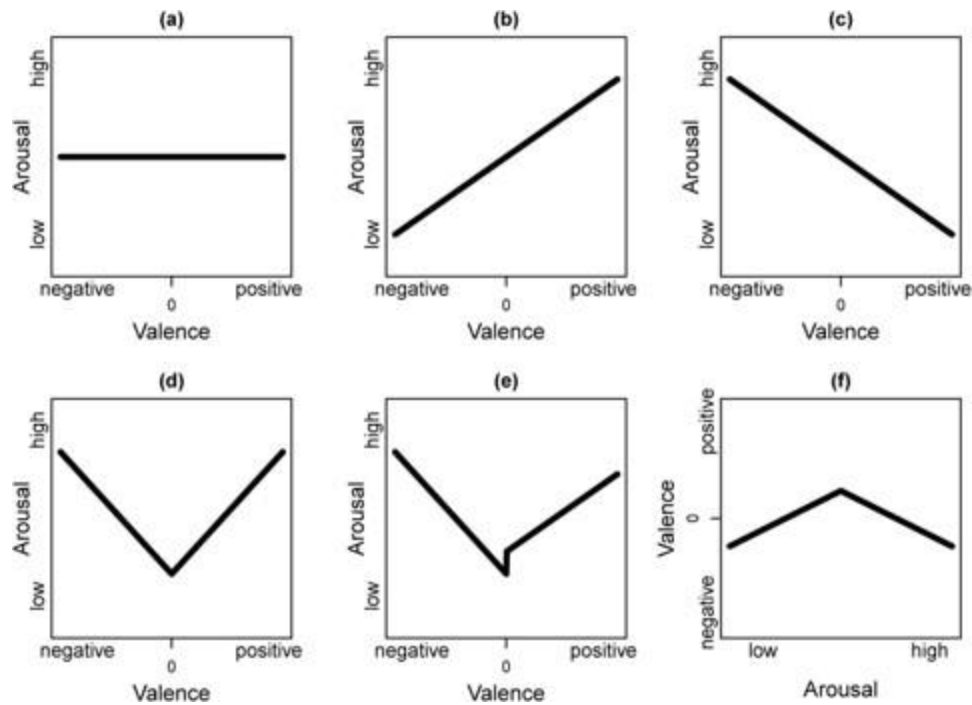 (a)
high
Arousal
low
negative
0
positive
Valence
(b)
high
Arousal
low
negative
0
positive
Valence
(c)
high
Arousal
low
negative
0
positive
Valence
(d)
high
Arousal
low
negative
0
positive
Valence
(e)
high
Arousal
low
negative
0
positive
Valence
(f)
positive
Valence
0
negative
low
high
Arousal